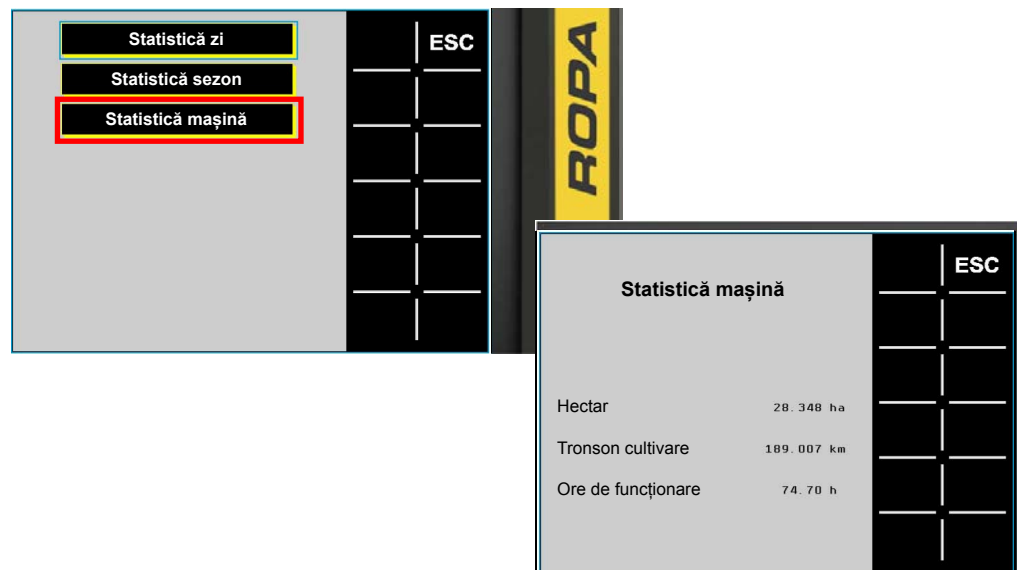 Statistică zi
ESC
Statistică sezon
Statistică mașină
ROPA
ESC
Statistică mașină
Hectar 28.348 ha
Tronson cultivare 189.007 km
Ore de funcționare 74.70 h